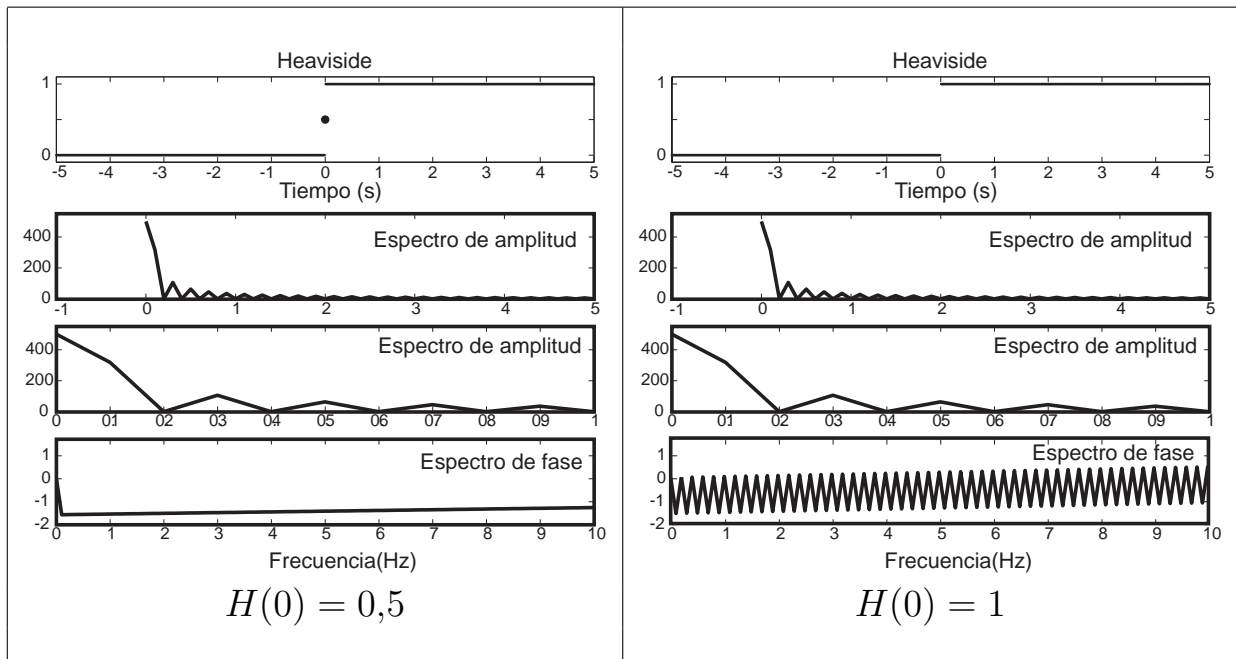 Heaviside
1
0
-5 -4 -3 -2 -1 0 1 2 3 4 5
Tiempo (s)
Espectro de amplitud
400
200
0
-1 0 1 2 3 4 5
Espectro de amplitud
400
200
0
0 01 02 03 04 05 06 07 08 09 1
Espectro de fase
1
0
-1
-2
0 1 2 3 4 5 6 7 8 9 10
Frecuencia(Hz)
H(0) = 0,5
Heaviside
1
0
-5 -4 -3 -2 -1 0 1 2 3 4 5
Tiempo (s)
Espectro de amplitud
400
200
0
-1 0 1 2 3 4 5
Espectro de amplitud
400
200
0
0 01 02 03 04 05 06 07 08 09 1
Espectro de fase
1
0
-1
-2
0 1 2 3 4 5 6 7 8 9 10
Frecuencia(Hz)
H(0) = 1